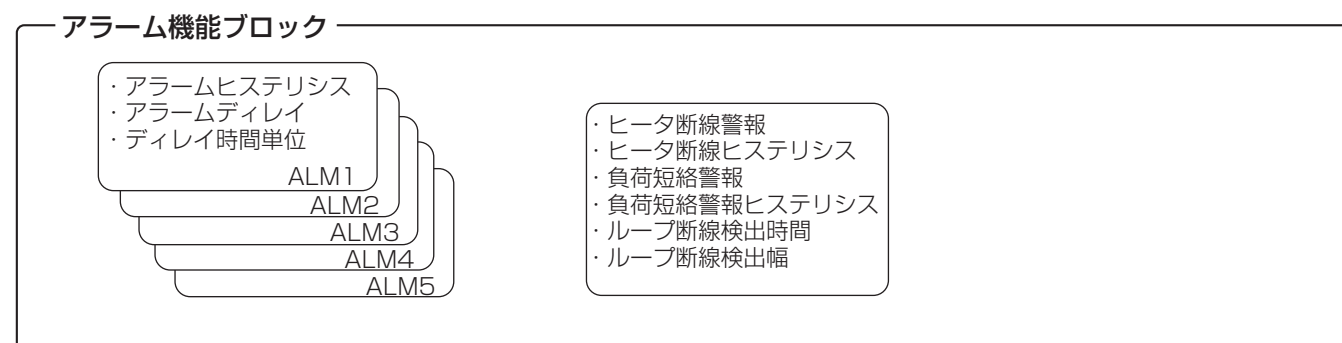 アラーム機能ブロック
・アラームヒステリシス
・アラームディレイ
・ディレイ時間単位
ALM1
ALM2
ALM3
ALM4
ALM5
・ヒータ断線警報
・ヒータ断線ヒステリシス
・負荷短絡警報
・負荷短絡警報ヒステリシス
・ループ断線検出時間
・ループ断線検出幅